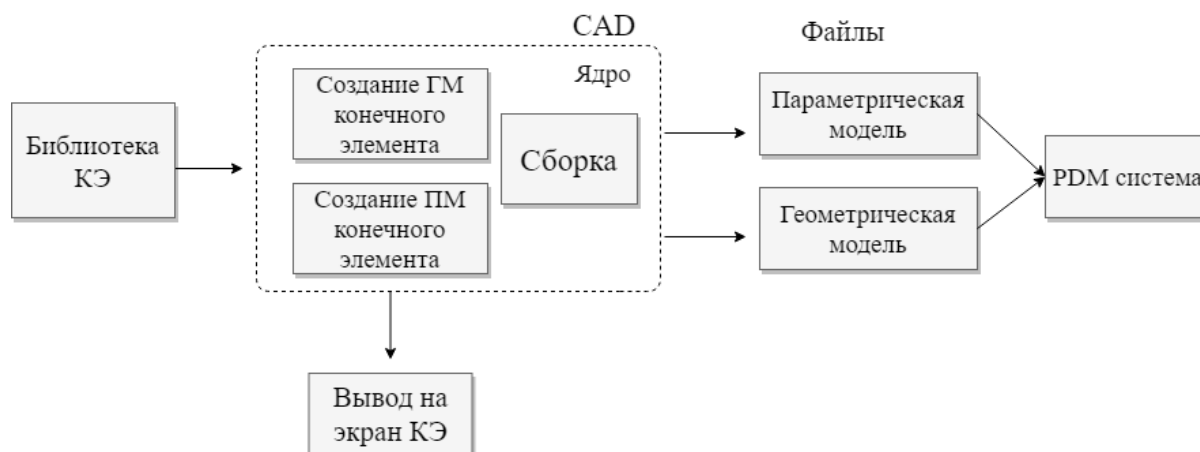 CAD
Файлы
Ядро
Библиотека
КЭ
Создание ГМ
конечного
элемента
Создание ПМ
конечного
элемента
Сборка
Параметрическая
модель
Геометрическая
модель
PDM система
Вывод на
экран КЭ